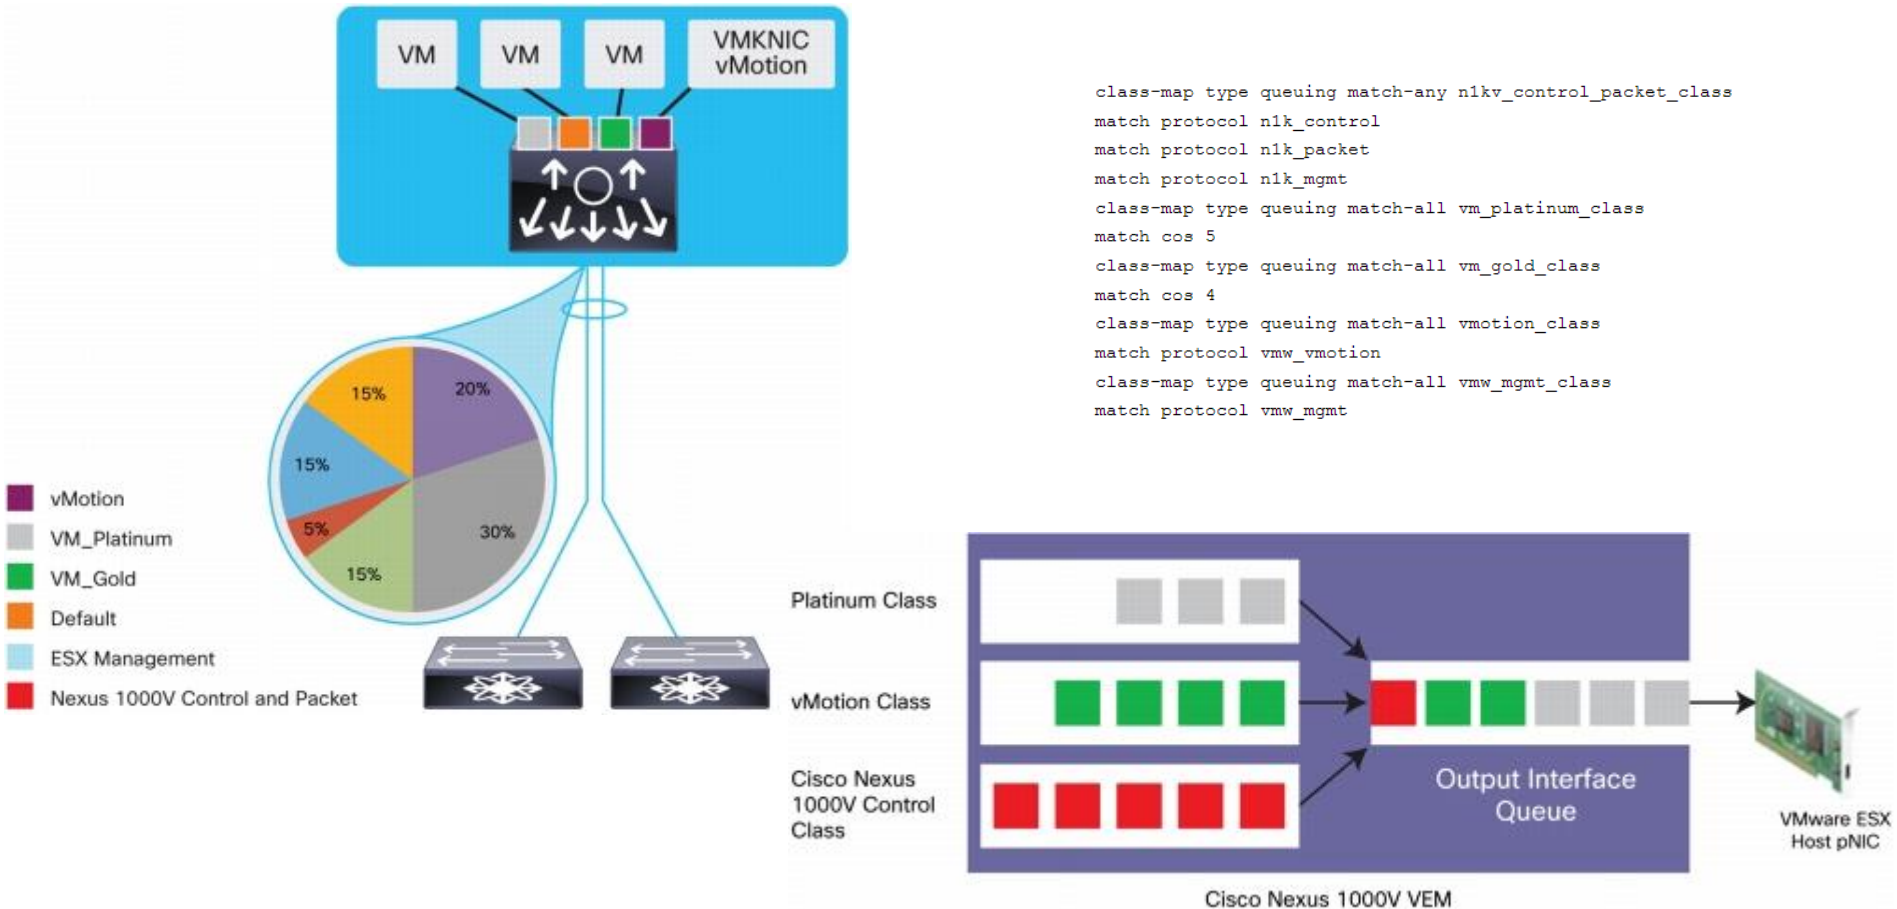 VM
VM
VM
VMKNIC
vMotion
class-map type queuing match-any n1kv_control_packet_class
match protocol n1k_control
match protocol n1k_packet
match protocol n1k_mgmt
class-map type queuing match-all vm_platinum_class
match cos 5
class-map type queuing match-all vm_gold_class
match cos 4
class-map type queuing match-all vmotion_class
match protocol vmw_vmotion
class-map type queuing match-all vmw_mgmt_class
match protocol vmw_mgmt
15%
20%
15%
5%
30%
15%
vMotion
VM_Platinum
VM_Gold
Default
ESX Management
Nexus 1000V Control and Packet
Platinum Class
vMotion Class
Cisco Nexus
1000V Control
Class
Output Interface
Queue
VMware ESX
Host pNIC
Cisco Nexus 1000V VEM